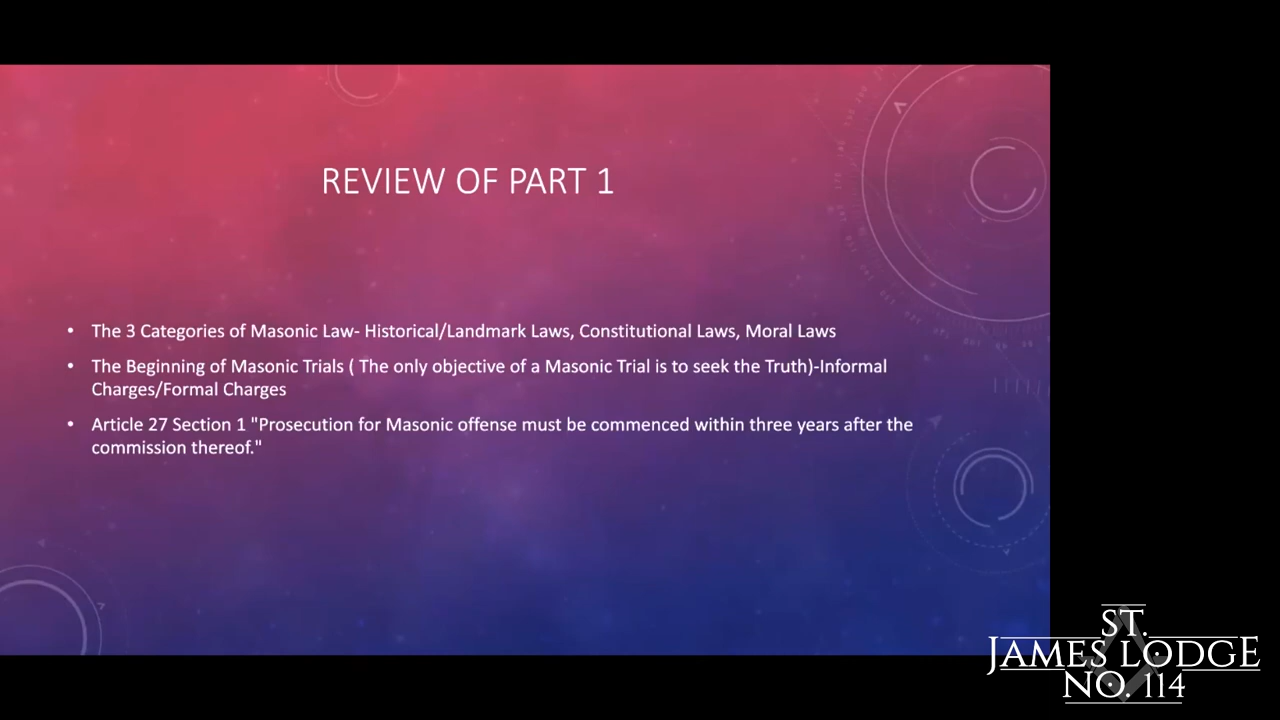 REVIEW OF PART 1
• The 3 Categories of Masonic Law- Historical/Landmark Laws, Constitutional Laws, Moral Laws
• The Beginning of Masonic Trials ( The only objective of a Masonic Trial is to seek the Truth)-Informal
Charges/Formal Charges
• Article 27 Section 1 "Prosecution for Masonic offense must be commenced within three years after the
commission thereof."
ST.
JAMES LODGE
NO. 114